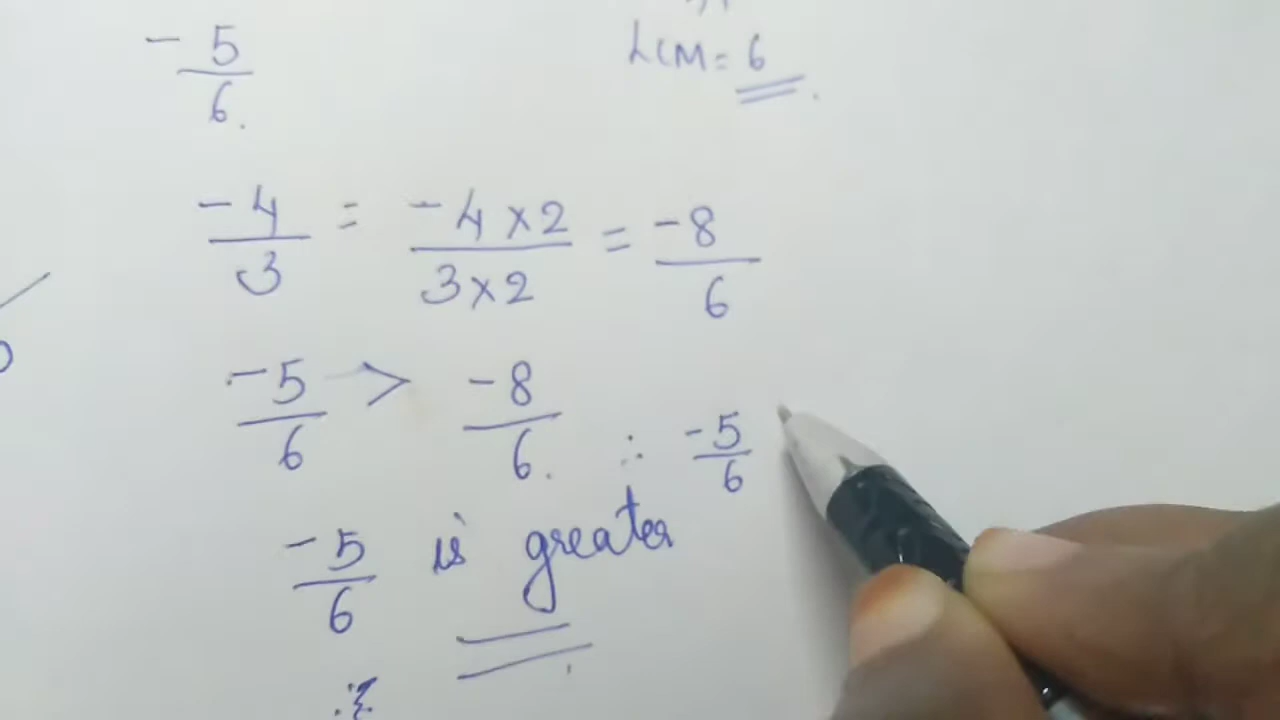 -5/6.
LCM = 6.
-4/3 = -4×2/3×2 = -8/6
-5/6 > -8/6. ∴ -5/6
-5/6 is greater